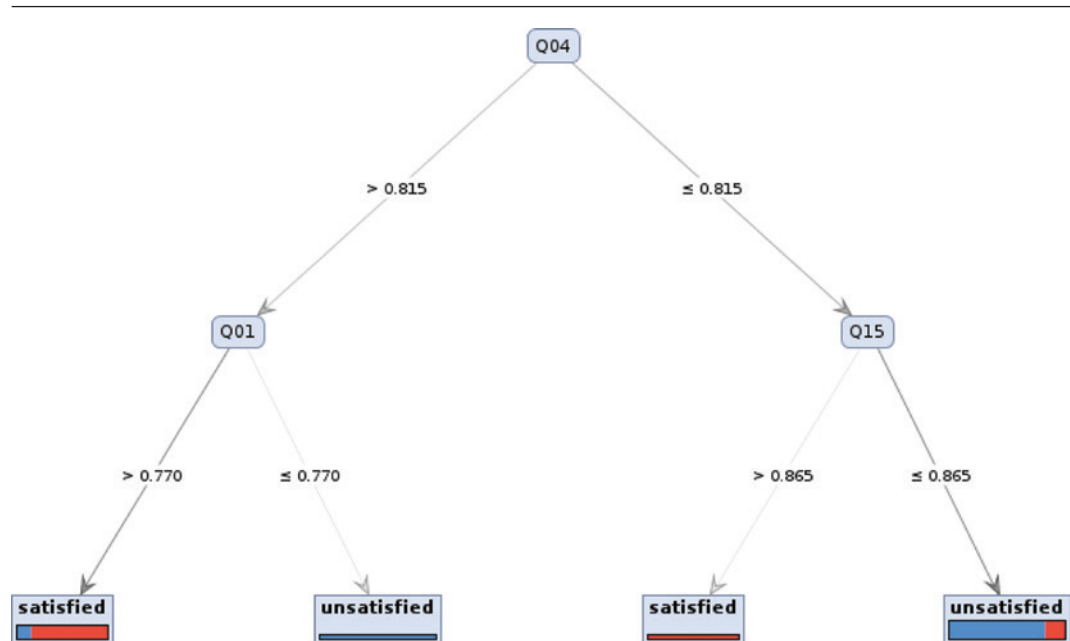 Q04
> 0.815
≤ 0.815
Q01
Q15
> 0.770
≤ 0.770
> 0.865
≤ 0.865
satisfied
unsatisfied
satisfied
unsatisfied